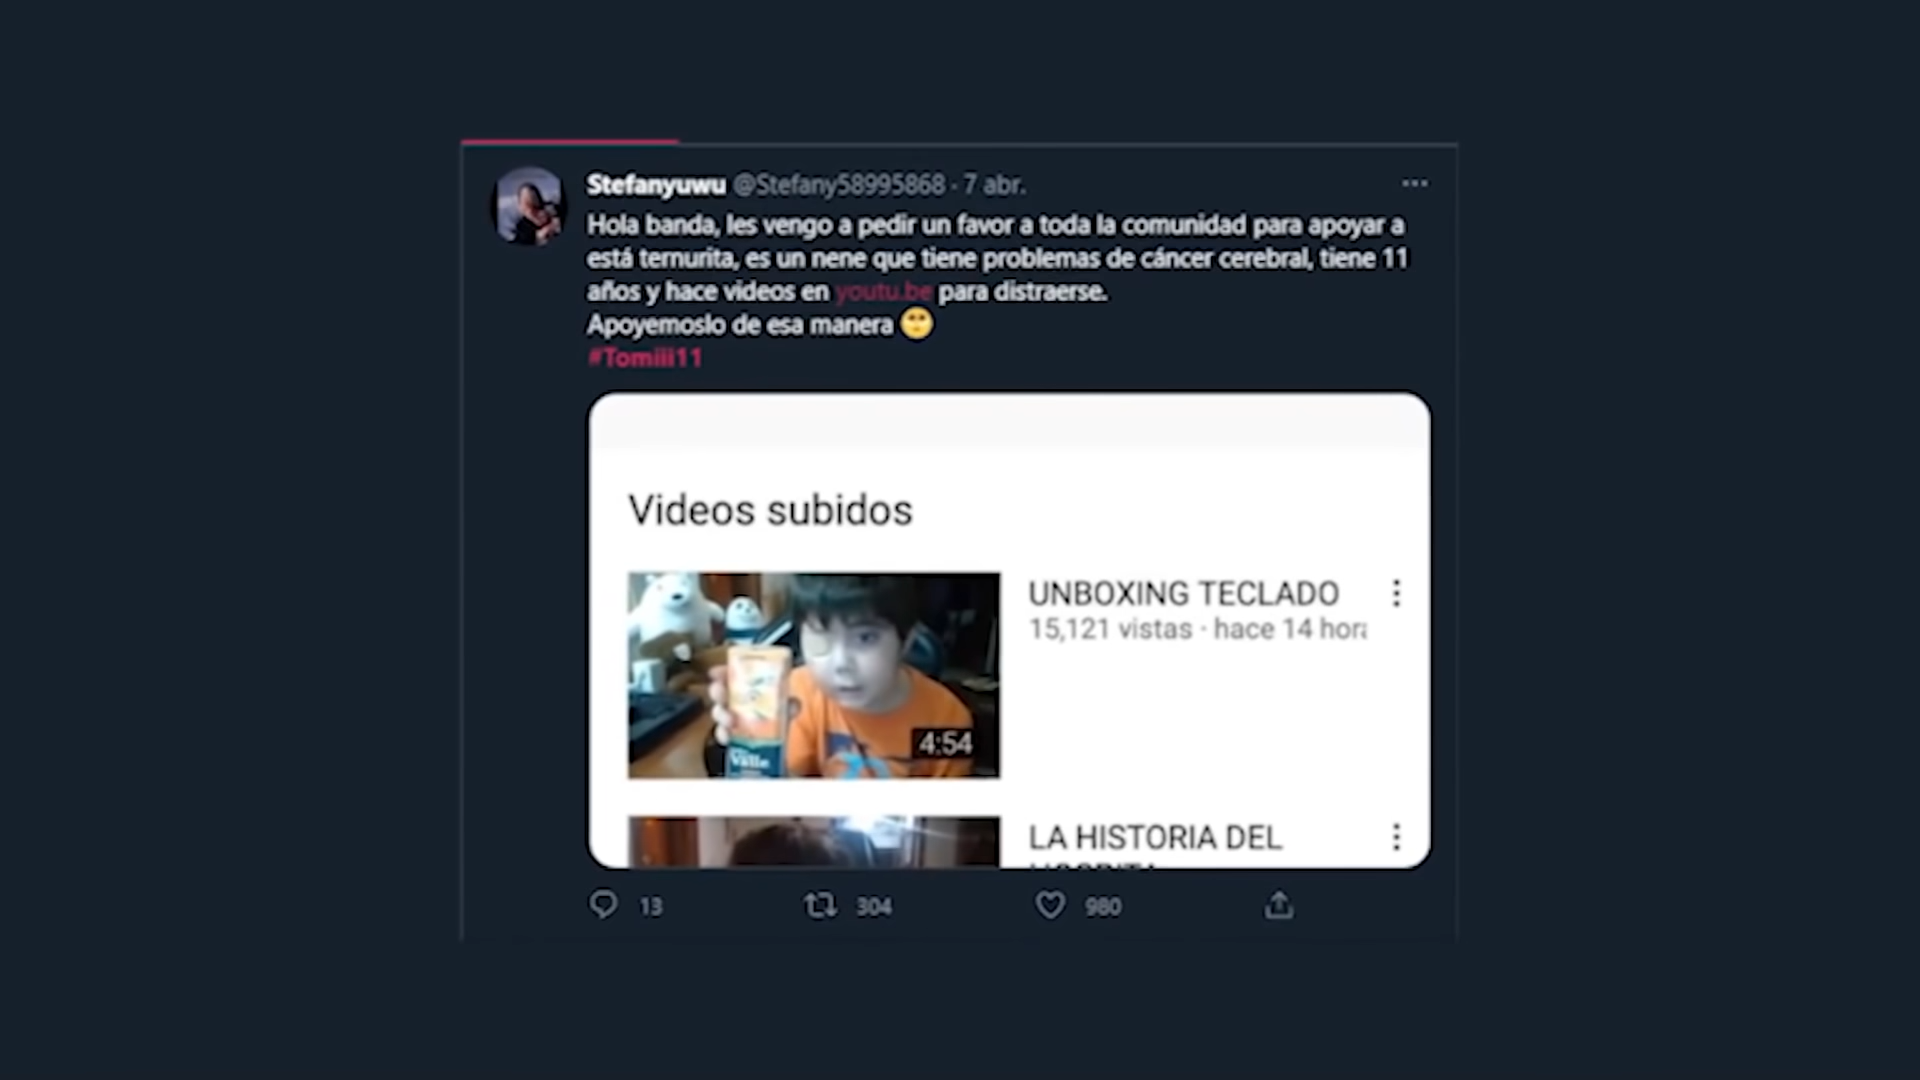 Stefanyuwu @Stefany58995868 · 7 abr.
Hola banda, les vengo a pedir un favor a toda la comunidad para apoyar a
está ternurita, es un nene que tiene problemas de cáncer cerebral, tiene 11
años y hace videos en youtu.be para distraerse.
Apoyemoslo de esa manera
#Tomiii11
Videos subidos
UNBOXING TECLADO
15,121 vistas · hace 14 hora
Valle
4:54
LA HISTORIA DEL
13
304
980